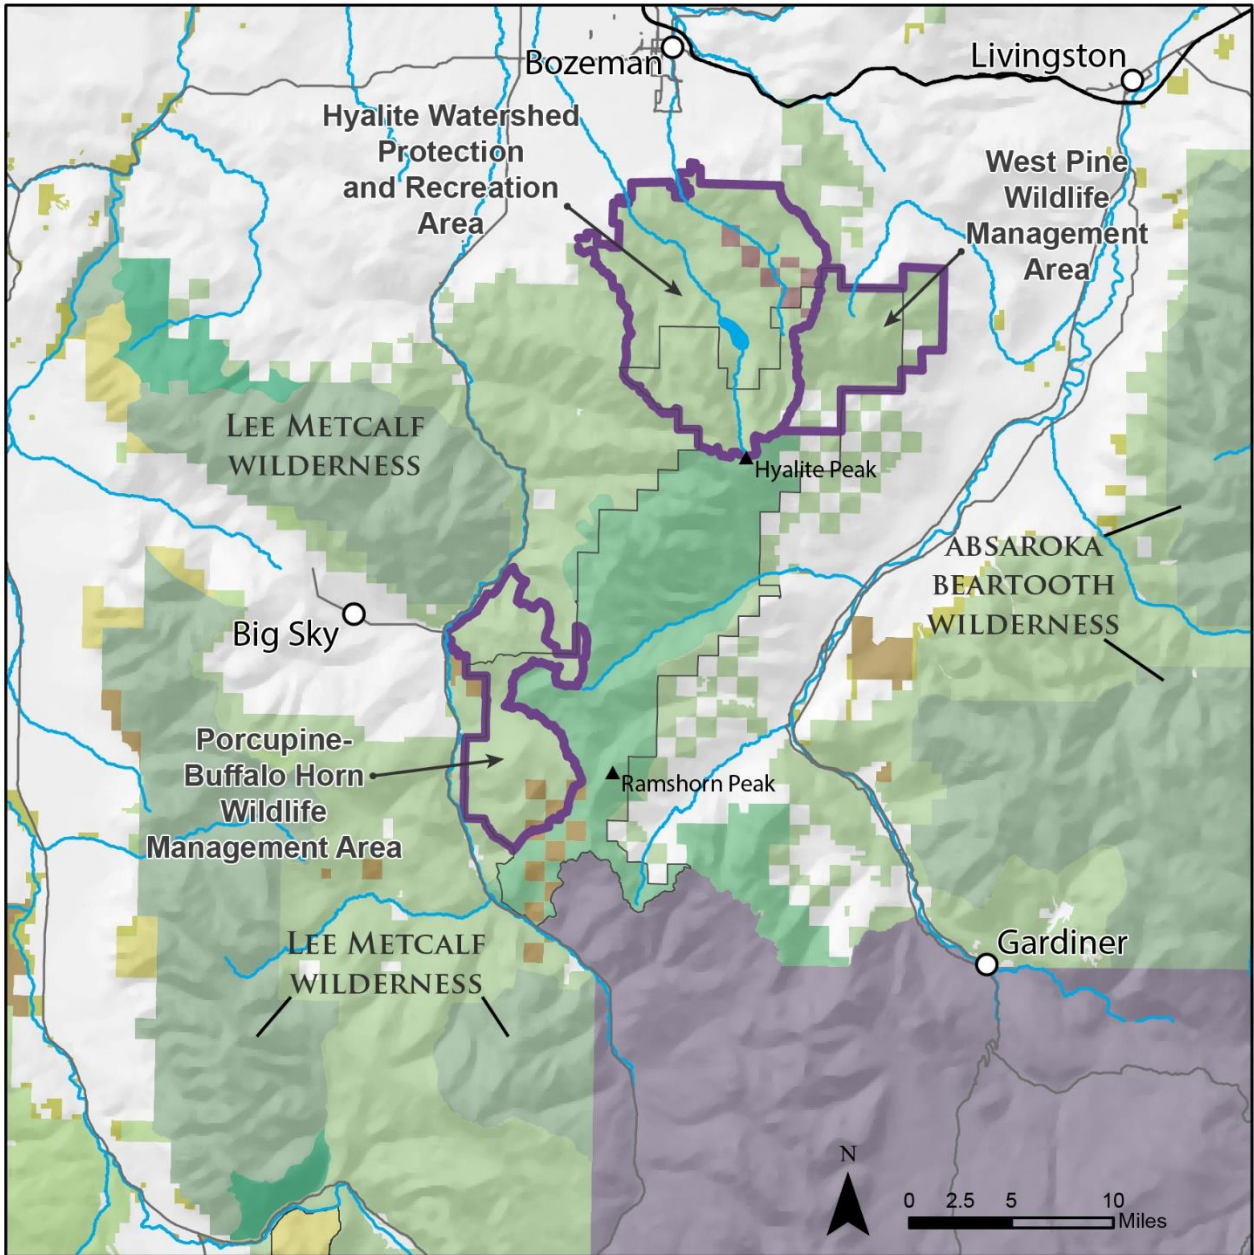 Bozeman
Livingston
Hyalite Watershed
Protection
and Recreation
Area
West Pine
Wildlife
Management
Area
LEE METCALF
WILDERNESS
Hyalite Peak
ABSAROKA
BEARTOOTH
WILDERNESS
Big Sky
Porcupine-
Buffalo Horn
Wildlife
Management Area
Ramshorn Peak
LEE METCALF
WILDERNESS
Gardiner
N
0 2.5 5 10
Miles